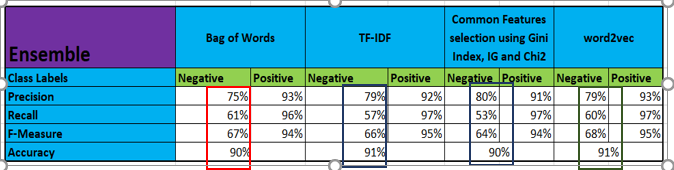 Ensemble Bag of Words TF-IDF Common Features selection using Gini Index, IG and Chi2 word2vec
Class Labels Negative Positive Negative Positive Negative Positive Negative Positive
Precision 75% 93% 79% 92% 80% 91% 79% 93%
Recall 61% 96% 57% 97% 53% 97% 60% 97%
F-Measure 67% 94% 66% 95% 64% 94% 68% 95%
Accuracy 90% 91% 90% 91%